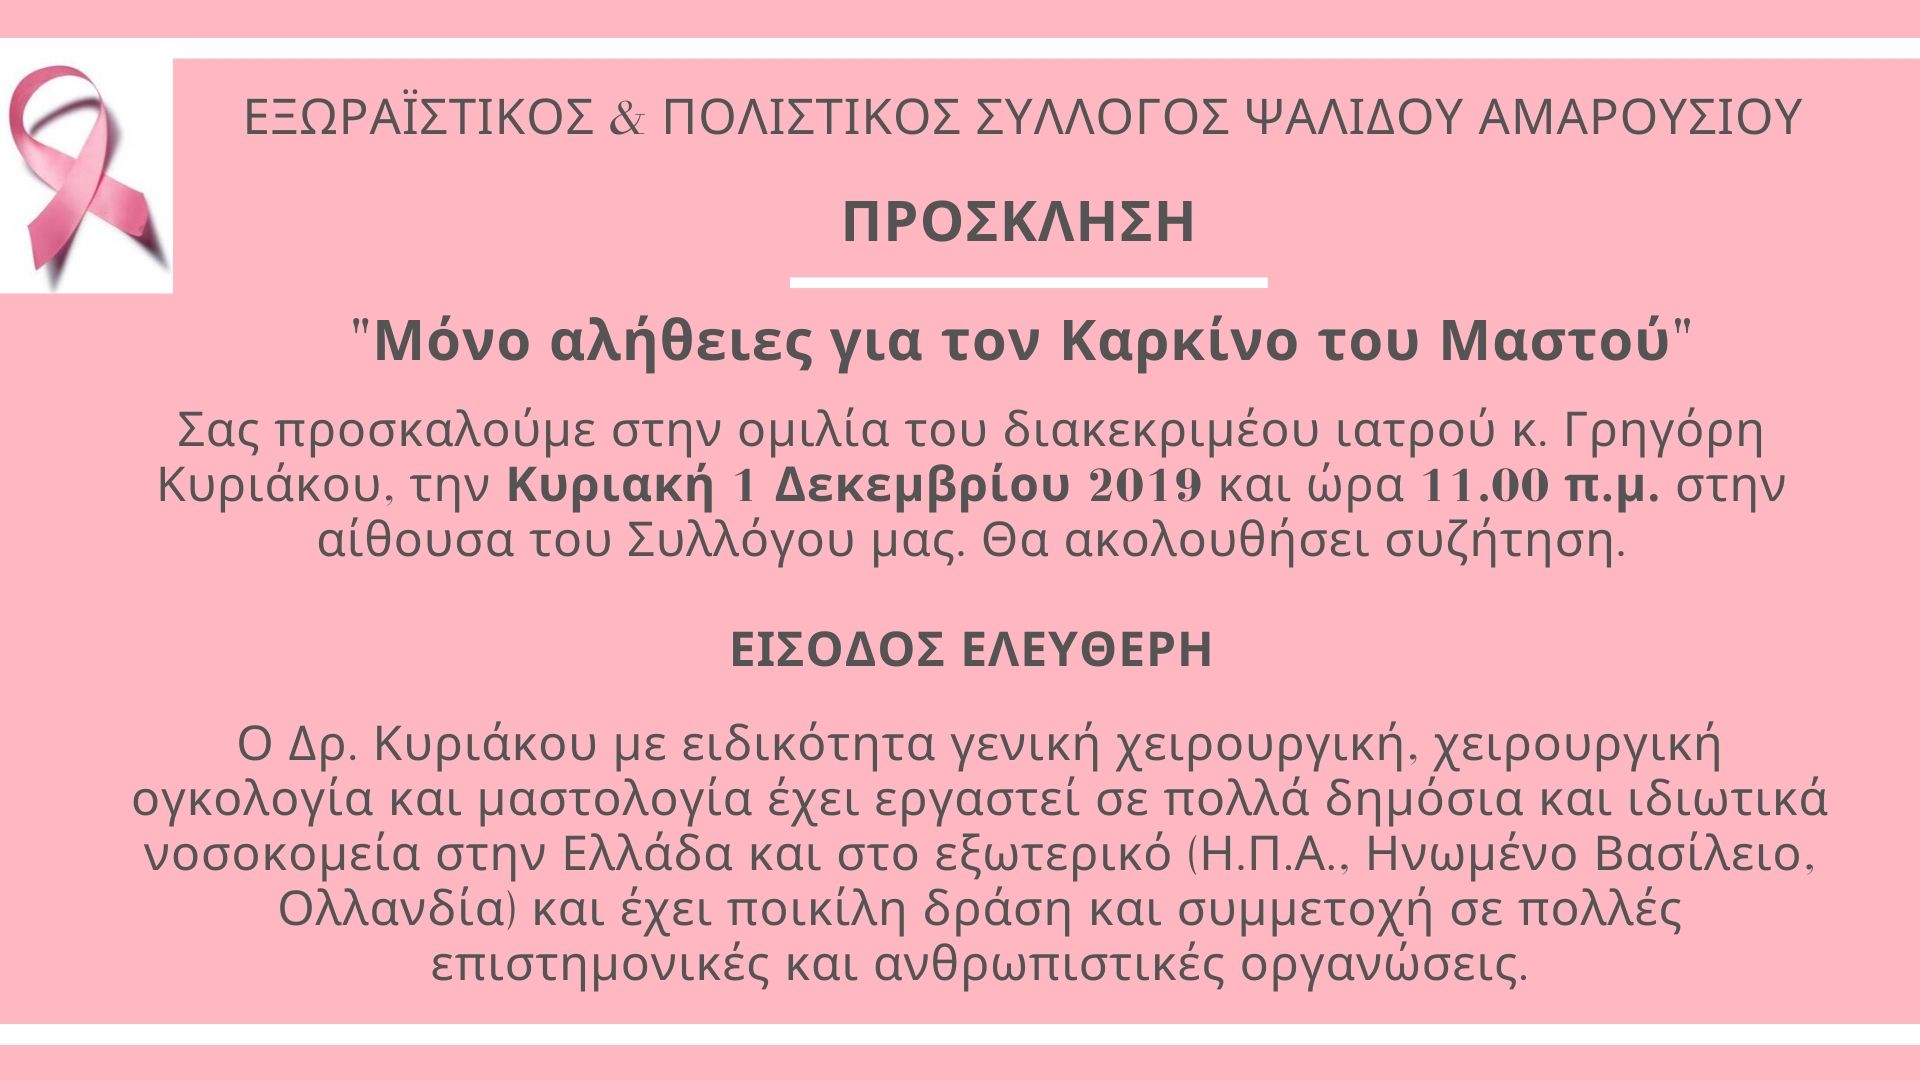 ΕΞΩΡΑΪΣΤΙΚΟΣ & ΠΟΛΙΣΤΙΚΟΣ ΣΥΛΛΟΓΟΣ ΨΑΛΙΔΟΥ ΑΜΑΡΟΥΣΙΟΥ
ΠΡΟΣΚΛΗΣΗ
"Μόνο αλήθειες για τον Καρκίνο του Μαστού"
Σας προσκαλούμε στην ομιλία του διακεκριμέου ιατρού κ. Γρηγόρη
Κυριάκου, την Κυριακή 1 Δεκεμβρίου 2019 και ώρα 11.00 π.μ. στην
αίθουσα του Συλλόγου μας. Θα ακολουθήσει συζήτηση.
ΕΙΣΟΔΟΣ ΕΛΕΥΘΕΡΗ
Ο Δρ. Κυριάκου με ειδικότητα γενική χειρουργική, χειρουργική
ογκολογία και μαστολογία έχει εργαστεί σε πολλά δημόσια και ιδιωτικά
νοσοκομεία στην Ελλάδα και στο εξωτερικό (Η.Π.Α., Ηνωμένο Βασίλειο,
Ολλανδία) και έχει ποικίλη δράση και συμμετοχή σε πολλές
επιστημονικές και ανθρωπιστικές οργανώσεις.